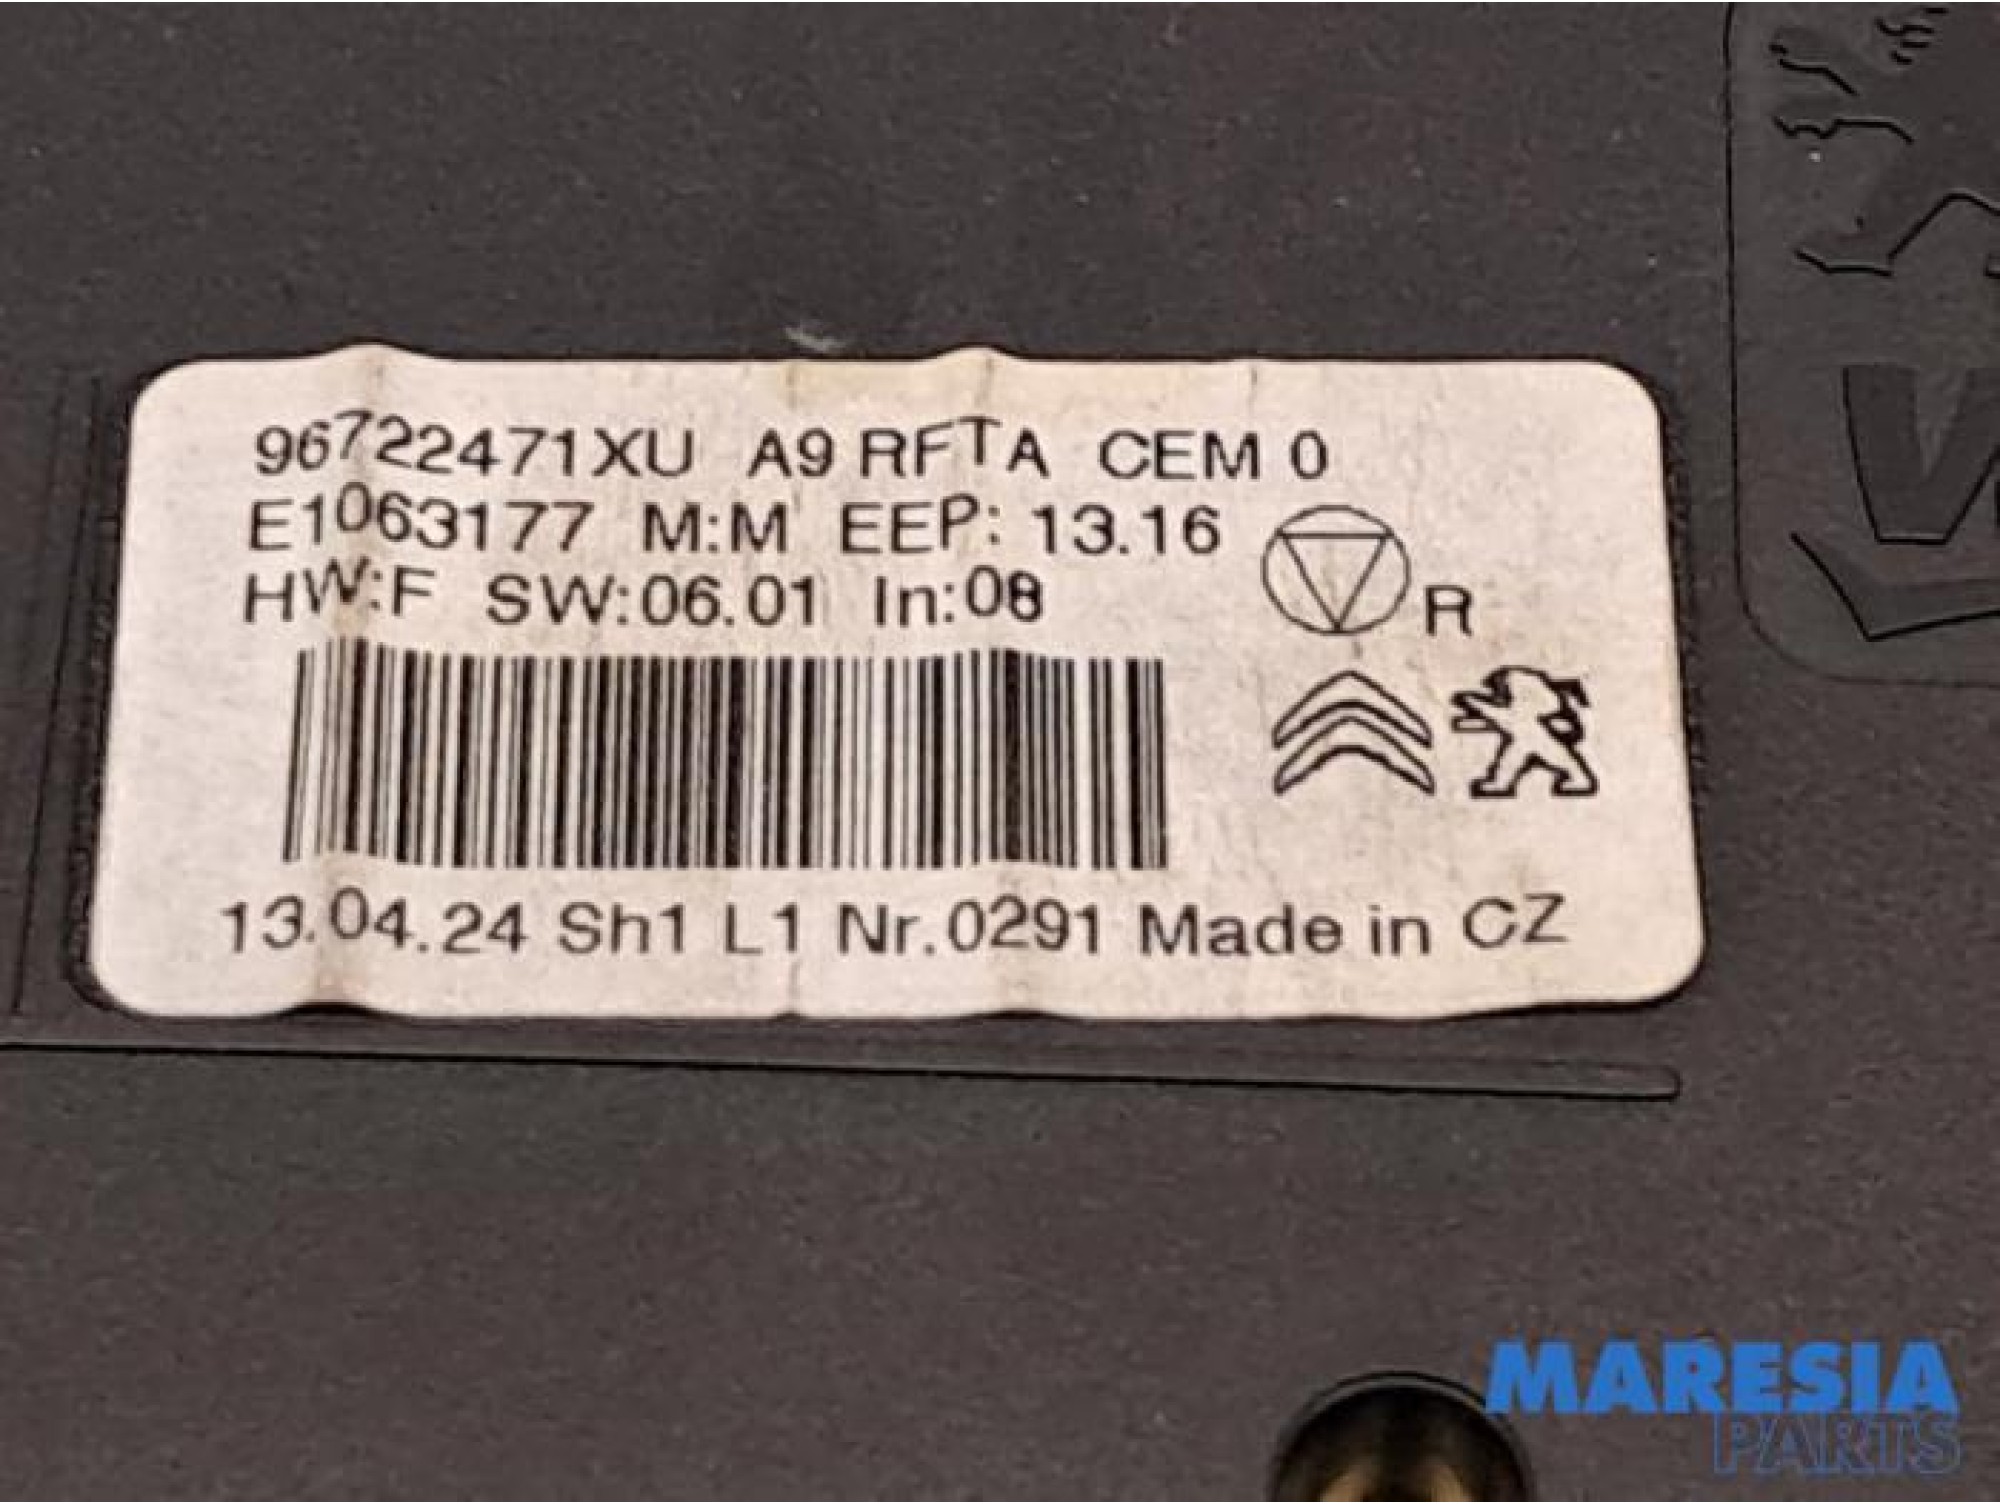 96722471XU A9 RFTA CEM 0
E1063177 M:M EEP: 13.16
HW:F SW:06.01 In:08
R
13.04.24 Sh1 L1 Nr.0291 Made in CZ
MARESIA
PARTS